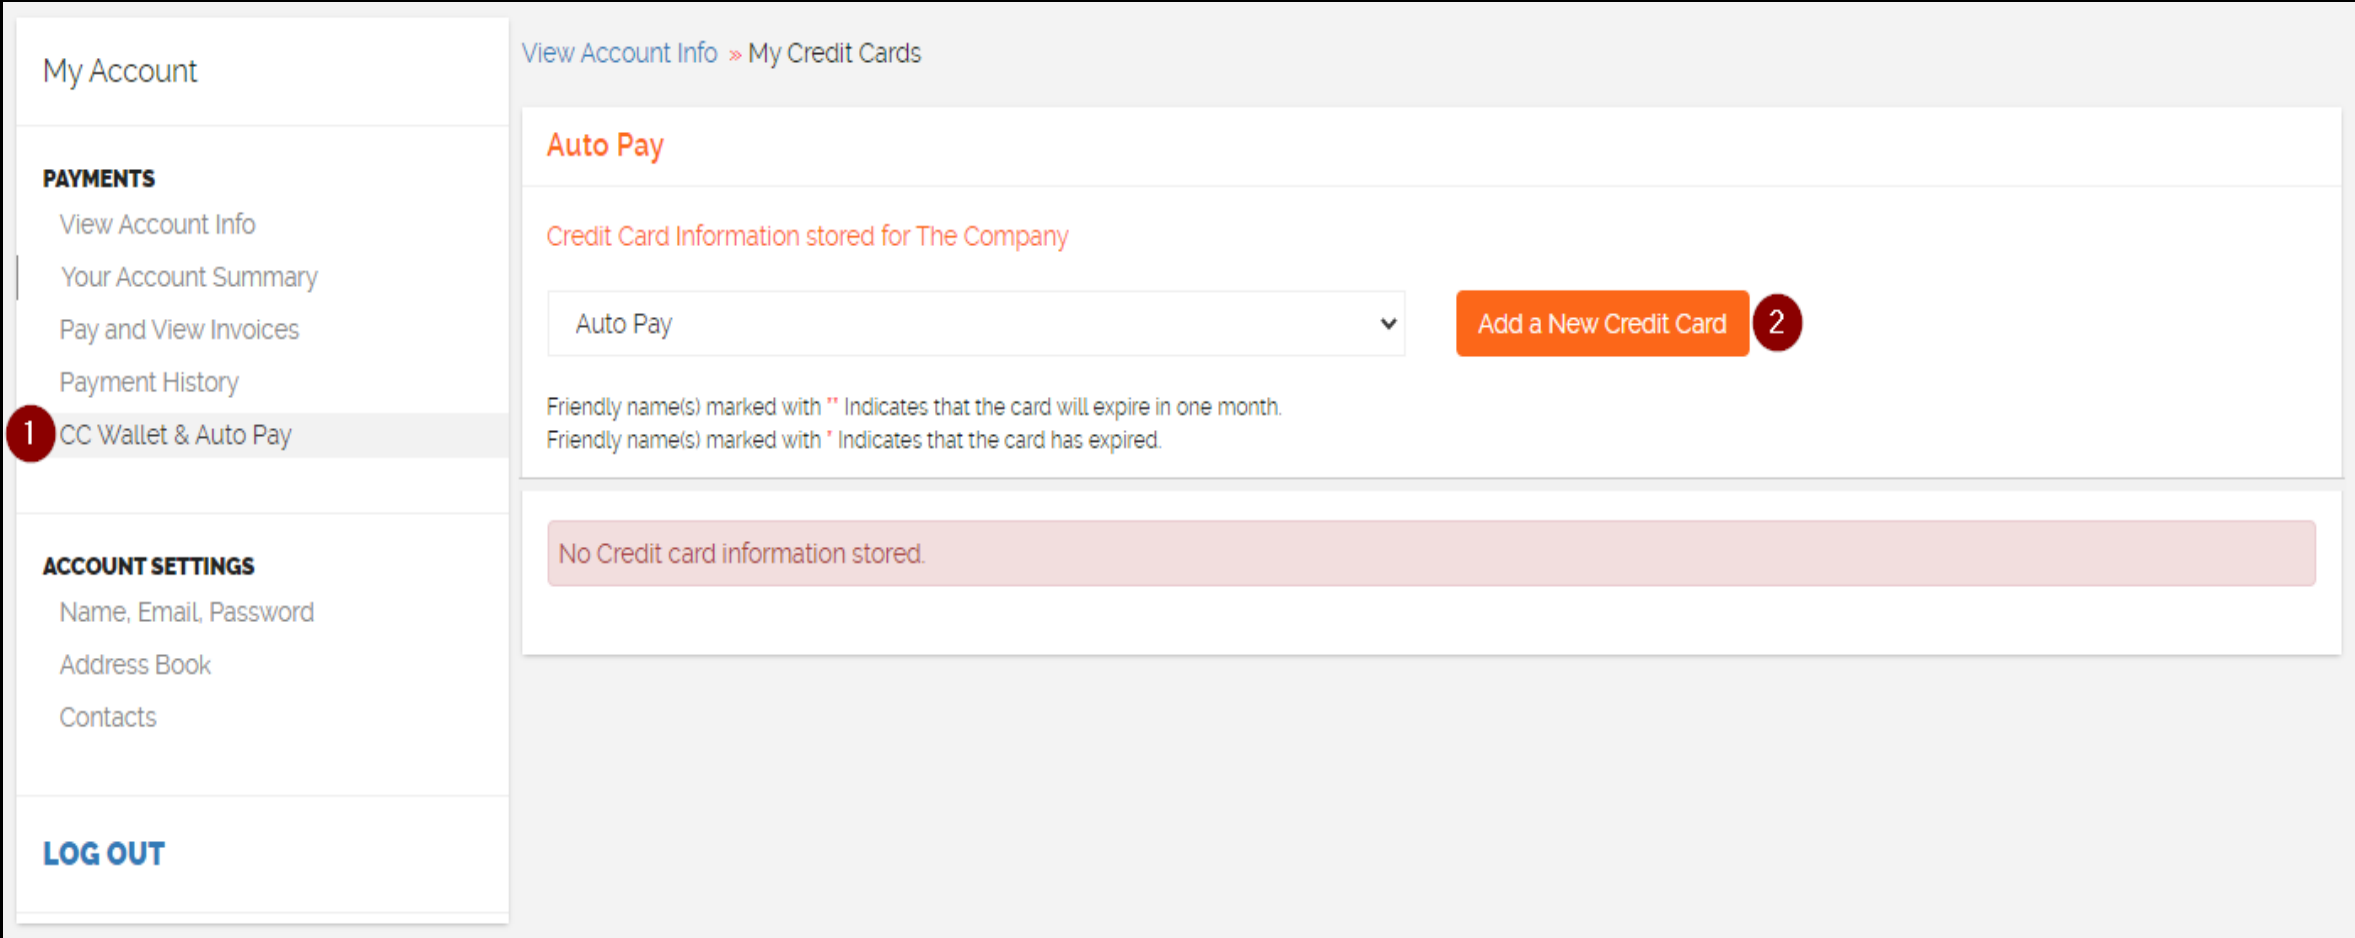 My Account
PAYMENTS
View Account Info
Your Account Summary
Pay and View Invoices
Payment History
1 CC Wallet & Auto Pay
ACCOUNT SETTINGS
Name, Email, Password
Address Book
Contacts
LOG OUT
View Account Info » My Credit Cards
Auto Pay
Credit Card Information stored for The Company
Auto Pay
Add a New Credit Card 2
Friendly name(s) marked with ** Indicates that the card will expire in one month.
Friendly name(s) marked with * Indicates that the card has expired.
No Credit card information stored.